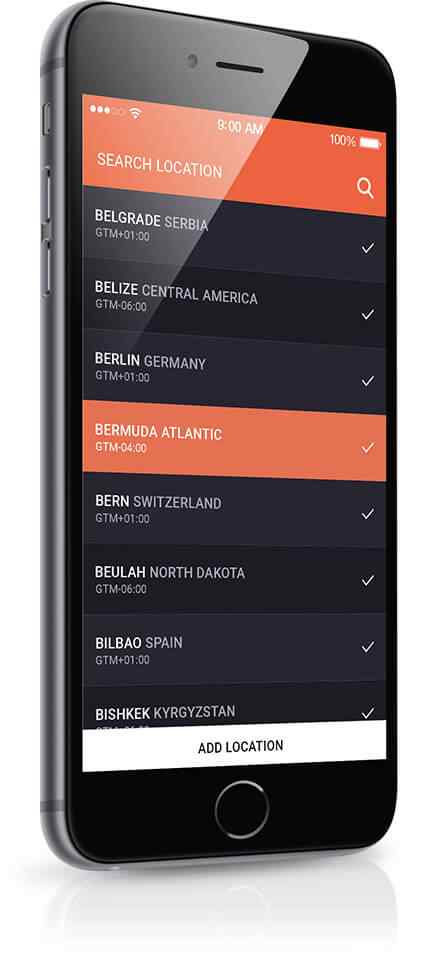 9:00 AM
100%
SEARCH LOCATION
BELGRADE SERBIA
GTM+01:00
BELIZE CENTRAL AMERICA
GTM-06:00
BERLIN GERMANY
GTM+01:00
BERMUDA ATLANTIC
GTM-04:00
BERN SWITZERLAND
GTM+01:00
BEULAH NORTH DAKOTA
GTM-06:00
BILBAO SPAIN
GTM+01:00
BISHKEK KYRGYZSTAN
ADD LOCATION